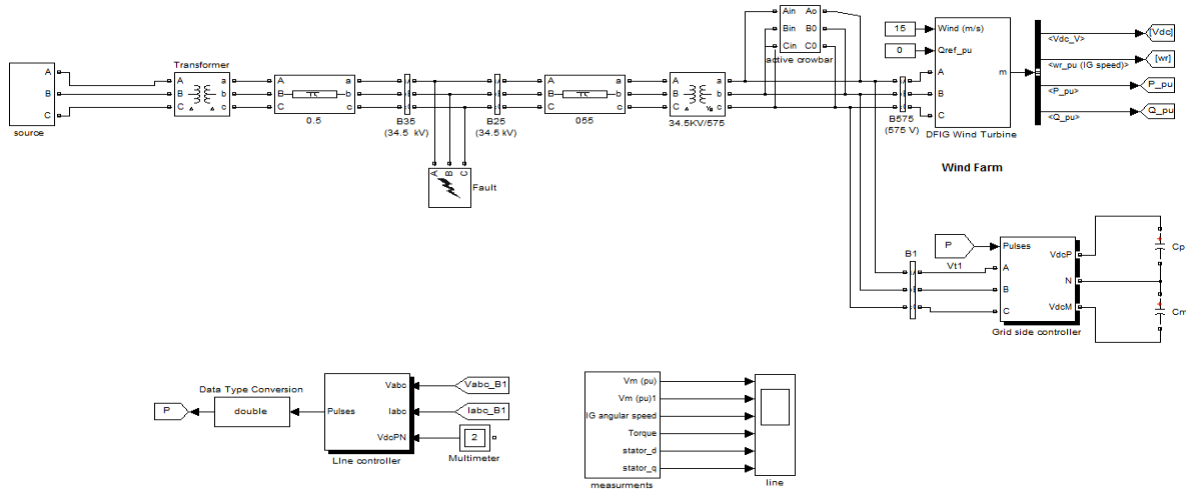 Ai Ao
Bin B0
Cin C0
active crowbar
15 Wind (m/s)
0 Qref_pu
A
B
C
m
DFIG Wind Turbine
<Vdc_V>
[Vdc]
<wr_pu (IG speed)>
[wr]
<P_pu>
P_pu
<Q_pu>
Q_pu
Wind Farm
A
B
C
source
Transformer
A a
B b
C c
A a
B b
C c
0.5
B35
(34.5 kV)
B25
(34.5 kV)
A a
B b
C c
055
A a
B b
C c
34.5KV/575
B575
(575 V)
A B C
Fault
P
Vt1
B1
Pulses
A
B
C
VdcP
N
VdcM
Grid side controller
Cp
Cm
P
Data Type Conversion
double
Pulses
Vabc
Iabc
VdcPN
LIne controller
Vabc_B1
Iabc_B1
2
Multimeter
Vm (pu)
Vm (pu)1
IG angular speed
Torque
stator_d
stator_q
measurments
line